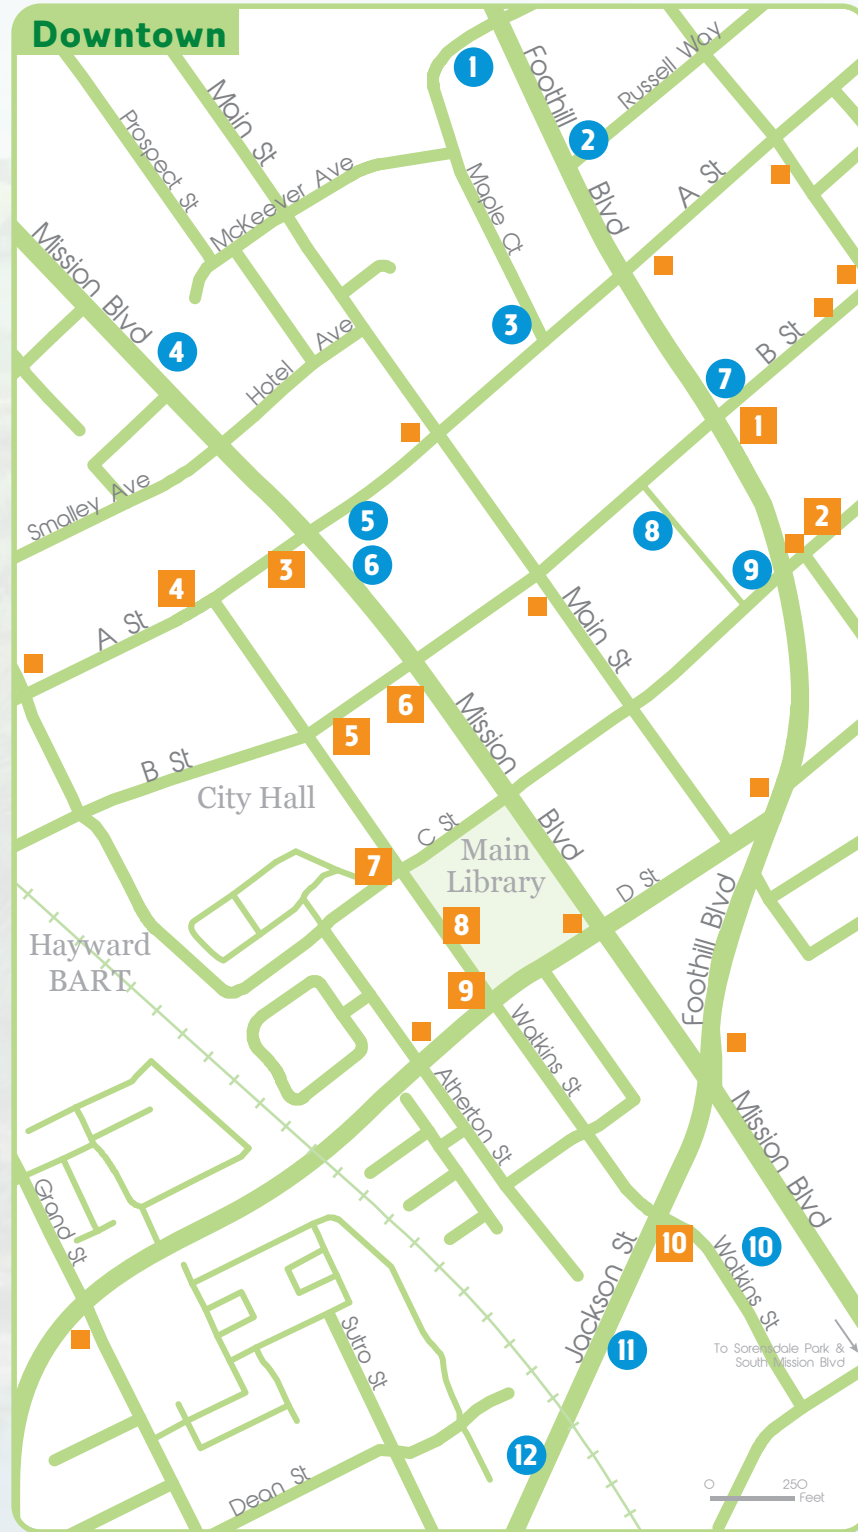 Downtown
1
Foothill
Blvd
Russell Way
2
Main St
Prospect St
McKeever Ave
Maple Ct
A St
Mission Blvd
4
Hotel Ave
3
7
B St
1
Smalley Ave
5
6
8
2
9
3
4
A St
Main St
6
5
Mission
Blvd
B St
City Hall
C St
7
Main
Library
D St
8
Hayward
BART
9
Foothill Blvd
Watkins St
Atherton St
Mission Blvd
Grand St
10
10
Watkins St
Jackson St
11
Sutro St
To Sorensdale Park &
South Mission Blvd
12
Dean St
0 250
Feet